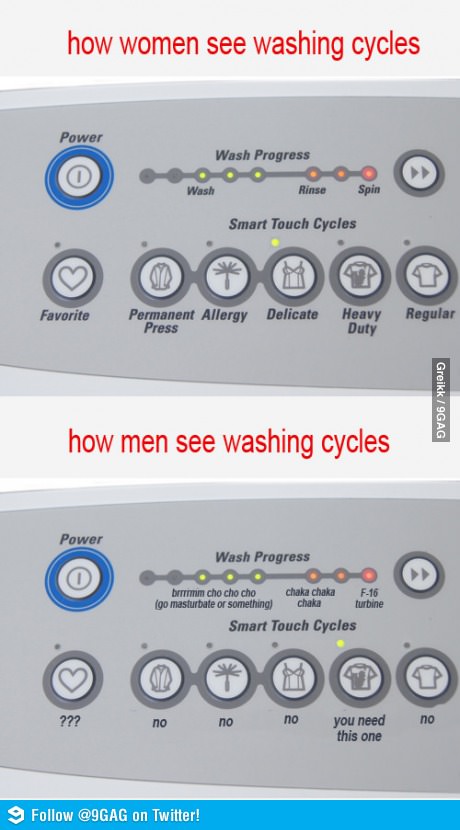 how women see washing cycles
Power
Wash Progress
Wash
Rinse
Spin
Smart Touch Cycles
Favorite
Permanent
Press
Allergy
Delicate
Heavy
Duty
Regular
Greikk / 9GAG
how men see washing cycles
Power
Wash Progress
brrrrmim cho cho cho
(go masturbate or something)
chaka chaka
chaka
F-16
turbine
Smart Touch Cycles
???
no
no
no
you need
this one
no
Follow @9GAG on Twitter!